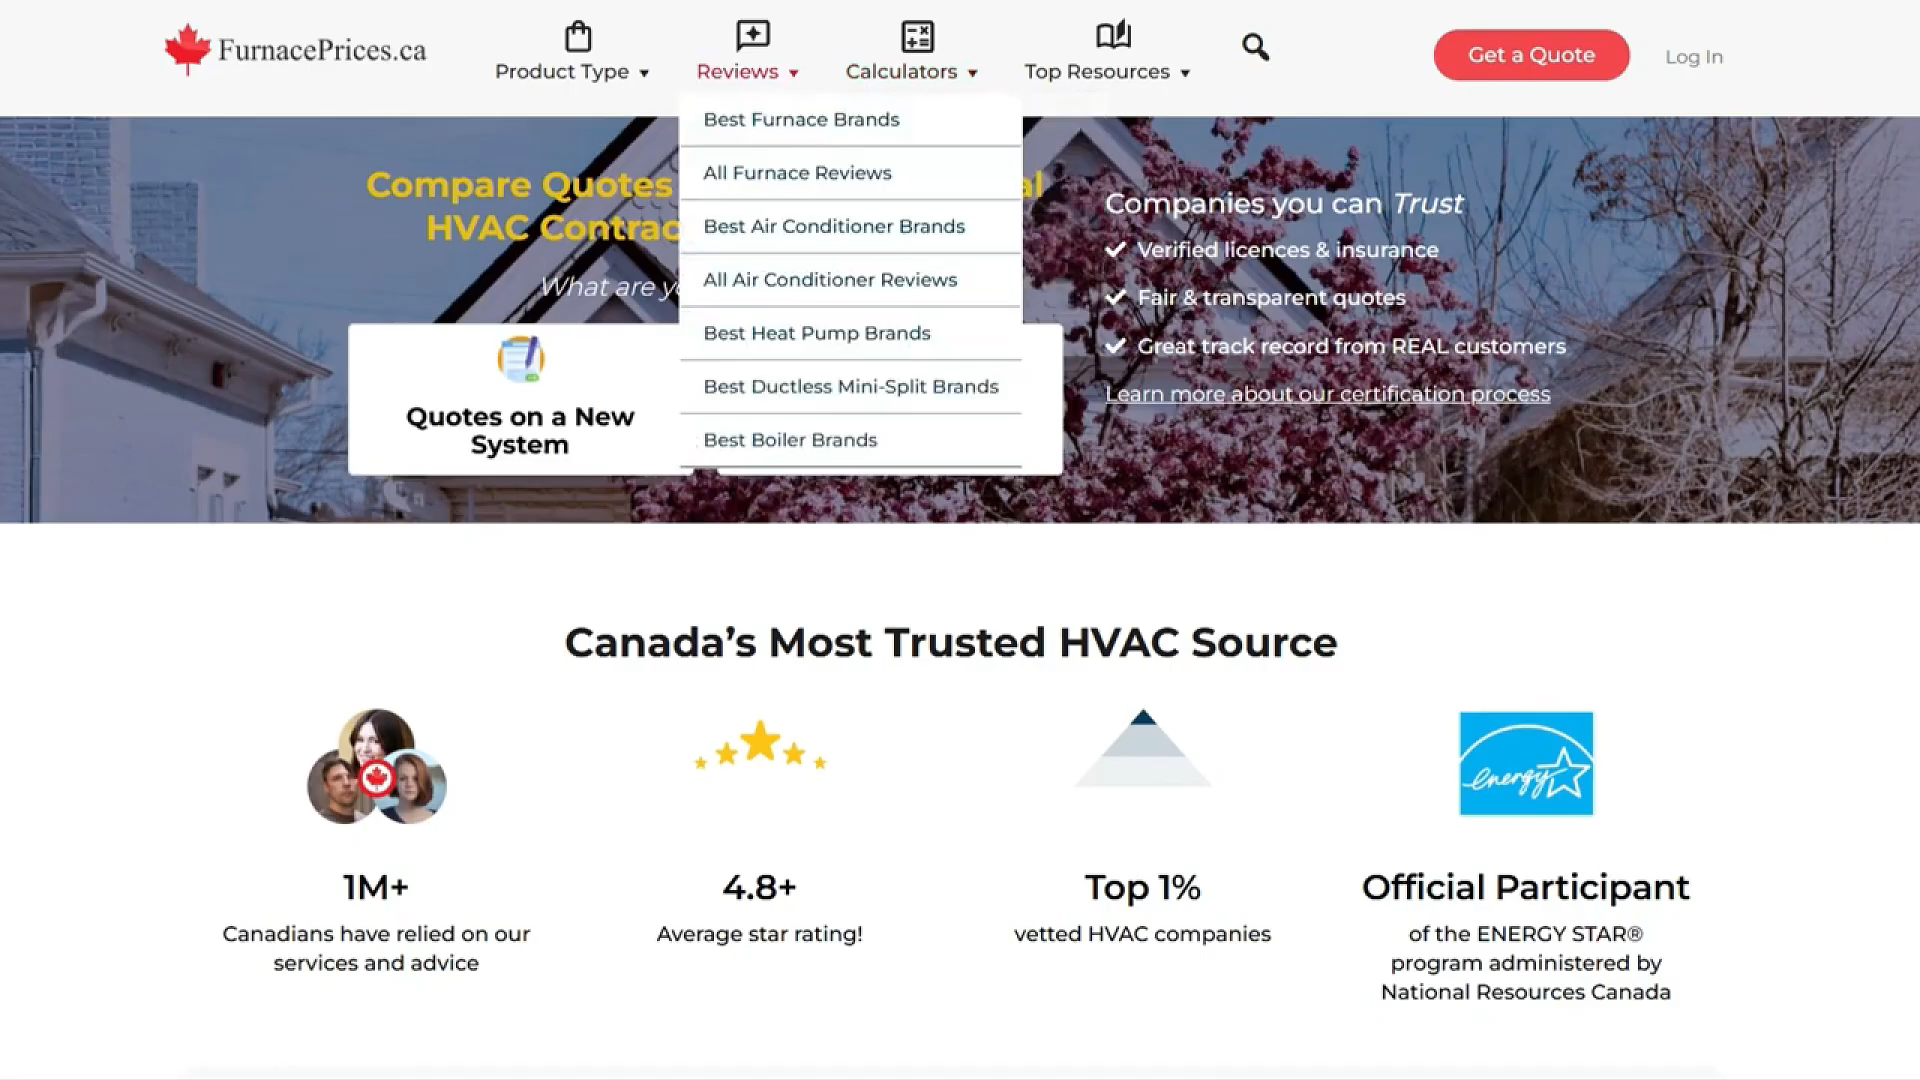 FurnacePrices.ca
Product Type
Reviews
Calculators
Top Resources
Get a Quote
Log In
Best Furnace Brands
All Furnace Reviews
Best Air Conditioner Brands
All Air Conditioner Reviews
Best Heat Pump Brands
Best Ductless Mini-Split Brands
Best Boiler Brands
Compare Quotes
HVAC
What are
Quotes on a New
System
Companies you can Trust
Verified licences & insurance
Fair & transparent quotes
Great track record from REAL customers
Learn more about our certification process
Canada's Most Trusted HVAC Source
energy
1M+
Canadians have relied on our
services and advice
4.8+
Average star rating!
Top 1%
vetted HVAC companies
Official Participant
of the ENERGY STAR®
program administered by
National Resources Canada